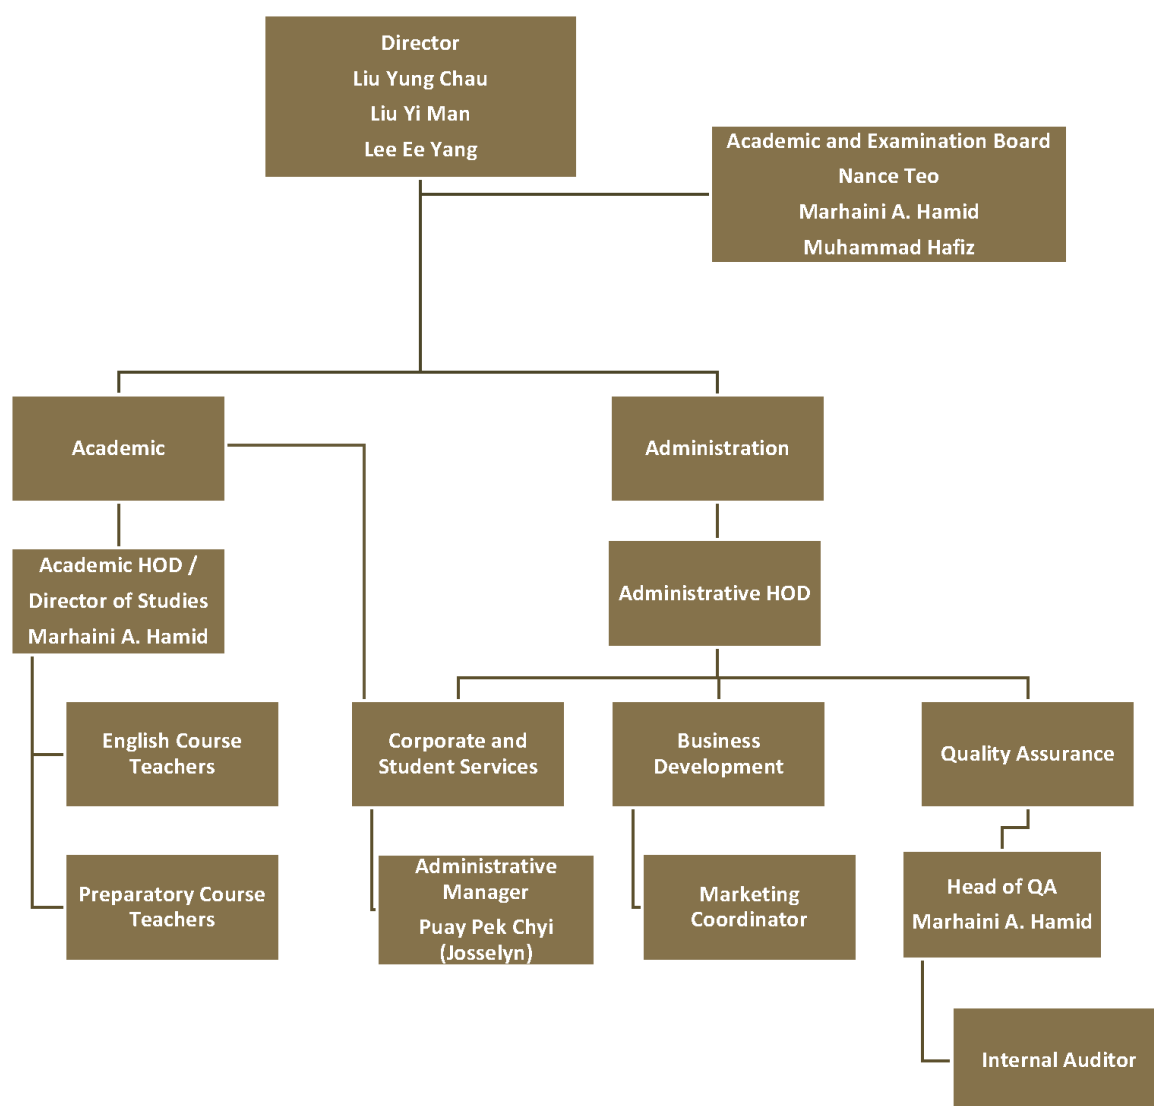 Director
Liu Yung Chau
Liu Yi Man
Lee Ee Yang
Academic and Examination Board
Nance Teo
Marhaini A. Hamid
Muhammad Hafiz
Academic
Administration
Academic HOD /
Director of Studies
Marhaini A. Hamid
Administrative HOD
English Course
Teachers
Corporate and
Student Services
Business
Development
Quality Assurance
Preparatory Course
Teachers
Administrative
Manager
Puay Pek Chyi
(Josselyn)
Marketing
Coordinator
Head of QA
Marhaini A. Hamid
Internal Auditor